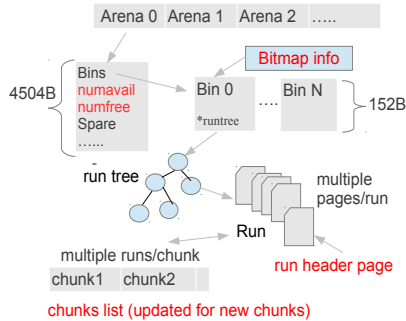 Arena 0 Arena 1 Arena 2 .....
Bitmap info
4504B
Bins
numavail
numfree
Spare
......
Bin 0
*runtree
.... Bin N
152B
run tree
multiple
pages/run
Run
run header page
multiple runs/chunk
chunk1 chunk2
chunks list (updated for new chunks)